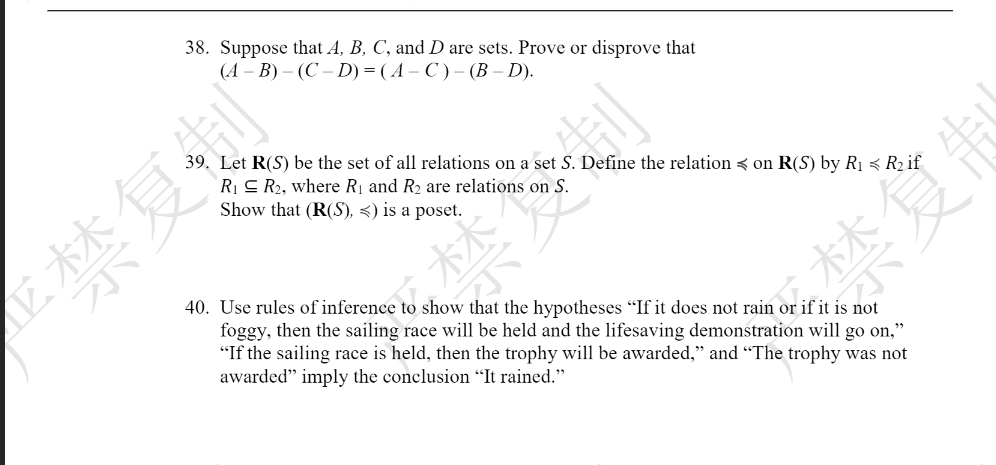 38. Suppose that A, B, C, and D are sets. Prove or disprove that
(A – B) – (C – D) = ( A – C ) – (B – D).
39. Let R(S) be the set of all relations on a set S. Define the relation ≼ on R(S) by R₁ ≼ R₂ if
R₁ ⊆ R₂, where R₁ and R₂ are relations on S.
Show that (R(S), ≼) is a poset.
40. Use rules of inference to show that the hypotheses “If it does not rain or if it is not
foggy, then the sailing race will be held and the lifesaving demonstration will go on,”
“If the sailing race is held, then the trophy will be awarded,” and “The trophy was not
awarded” imply the conclusion “It rained.”
严禁复制
严禁复制
严禁复制